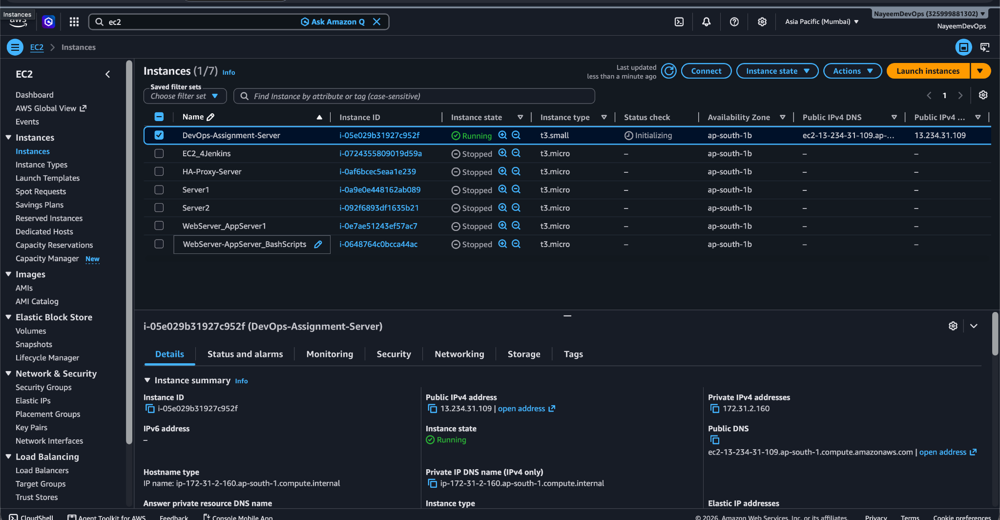 Instances
aws
ec2
Ask Amazon Q
Asia Pacific (Mumbai)
NayeemDevOps (325999881302)
NayeemDevOps
EC2
Instances
EC2
Dashboard
AWS Global View
Events
Instances
Instances
Instance Types
Launch Templates
Spot Requests
Savings Plans
Reserved Instances
Dedicated Hosts
Capacity Reservations
Capacity Manager New
Images
AMIs
AMI Catalog
Elastic Block Store
Volumes
Snapshots
Lifecycle Manager
Network & Security
Security Groups
Elastic IPs
Placement Groups
Key Pairs
Network Interfaces
Load Balancing
Load Balancers
Target Groups
Trust Stores
Instances (1/7) Info
Last updated
less than a minute ago
Connect
Instance state
Actions
Launch instances
Saved filter sets
Choose filter set
Find Instance by attribute or tag (case-sensitive)
1
Name Instance ID Instance state Instance type Status check Availability Zone Public IPv4 DNS Public IPv4 ...
DevOps-Assignment-Server i-05e029b31927c952f Running t3.small Initializing ap-south-1b ec2-13-234-31-109.ap-... 13.234.31.109
EC2_4Jenkins i-0724355809019d59a Stopped t3.micro – ap-south-1b – –
HA-Proxy-Server i-0af6bcec5eaa1e239 Stopped t3.micro – ap-south-1b – –
Server1 i-0a9e0e448162ab089 Stopped t3.micro – ap-south-1b – –
Server2 i-092f6893df1635b21 Stopped t3.micro – ap-south-1b – –
WebServer_AppServer1 i-0e7ae51243ef57ac7 Stopped t3.micro – ap-south-1b – –
WebServer-AppServer_BashScripts i-0648764c0bcca44ac Stopped t3.micro – ap-south-1b – –
i-05e029b31927c952f (DevOps-Assignment-Server)
Details
Status and alarms
Monitoring
Security
Networking
Storage
Tags
Instance summary Info
Instance ID
i-05e029b31927c952f
Public IPv4 address
13.234.31.109 | open address
Private IPv4 addresses
172.31.2.160
IPv6 address
–
Instance state
Running
Public DNS
ec2-13-234-31-109.ap-south-1.compute.amazonaws.com | open address
Hostname type
IP name: ip-172-31-2-160.ap-south-1.compute.internal
Private IP DNS name (IPv4 only)
ip-172-31-2-160.ap-south-1.compute.internal
Answer private resource DNS name
Instance type
Elastic IP addresses
CloudShell
Agent Toolkit for AWS
Feedback
Console Mobile App
© 2026, Amazon Web Services, Inc. or its affiliates.
Privacy
Terms
Cookie preferences